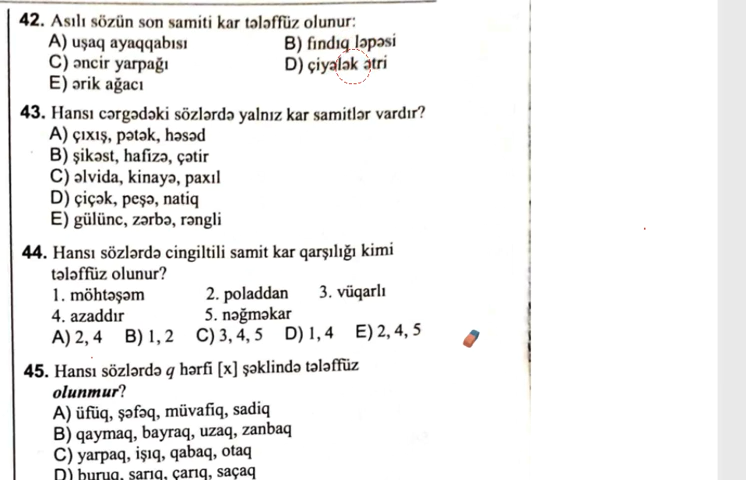 42. Asılı sözün son samiti kar tələffüz olunur:
A) uşaq ayaqqabısı B) fındıq ləpəsi
C) əncir yarpağı D) çiyələk ətri
E) ərik ağacı
43. Hansı cərgədəki sözlərdə yalnız kar samitlər vardır?
A) çıxış, pətək, həsəd
B) şikəst, hafizə, çətir
C) əlvida, kinayə, paxıl
D) çiçək, peşə, natiq
E) gülünc, zərbə, rəngli
44. Hansı sözlərdə cingiltili samit kar qarşılığı kimi
tələffüz olunur?
1. möhtəşəm 2. poladdan 3. vüqarlı
4. azaddır 5. nəğməkar
A) 2, 4 B) 1, 2 C) 3, 4, 5 D) 1, 4 E) 2, 4, 5
45. Hansı sözlərdə q hərfi [x] şəklində tələffüz
olunmur?
A) üfüq, şəfəq, müvafiq, sadiq
B) qaymaq, bayraq, uzaq, zanbaq
C) yarpaq, işıq, qabaq, otaq
D) buruq, sarıq, çarıq, saçaq